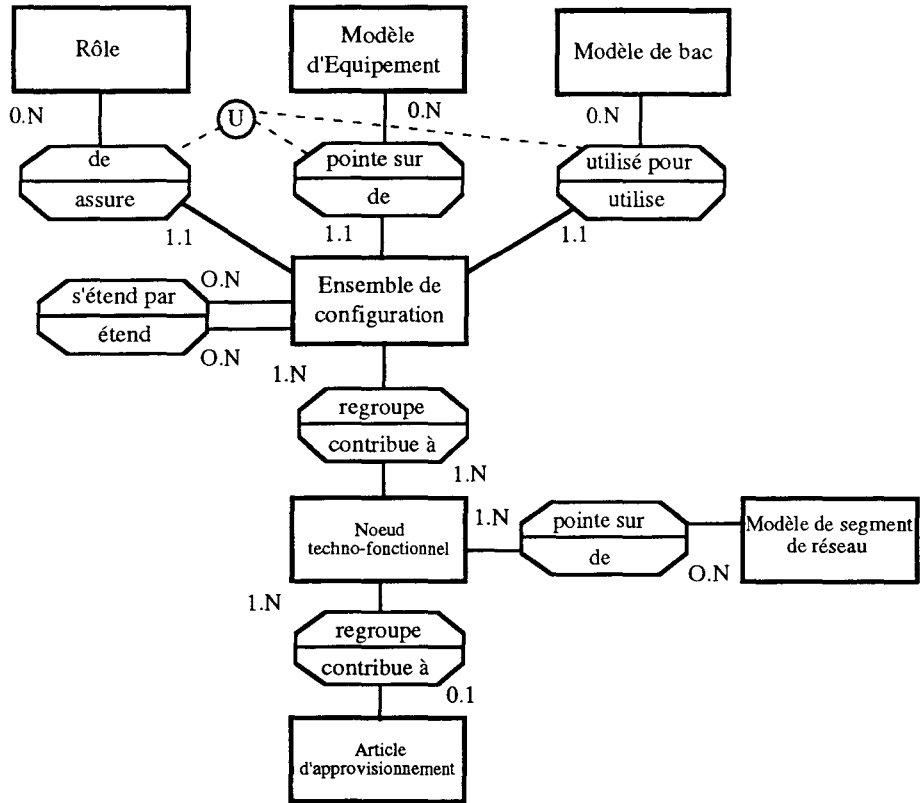 Rôle
Modèle
d'Equipement
Modèle de bac
0.N
U
0.N
0.N
de
assure
pointe sur
de
utilisé pour
utilise
1.1
1.1
1.1
s'étend par
étend
O.N
O.N
Ensemble de
configuration
1.N
regroupe
contribue à
1.N
Noeud
techno-fonctionnel
1.N
pointe sur
de
O.N
Modèle de segment
de réseau
1.N
regroupe
contribue à
0.1
Article
d'approvisionnement